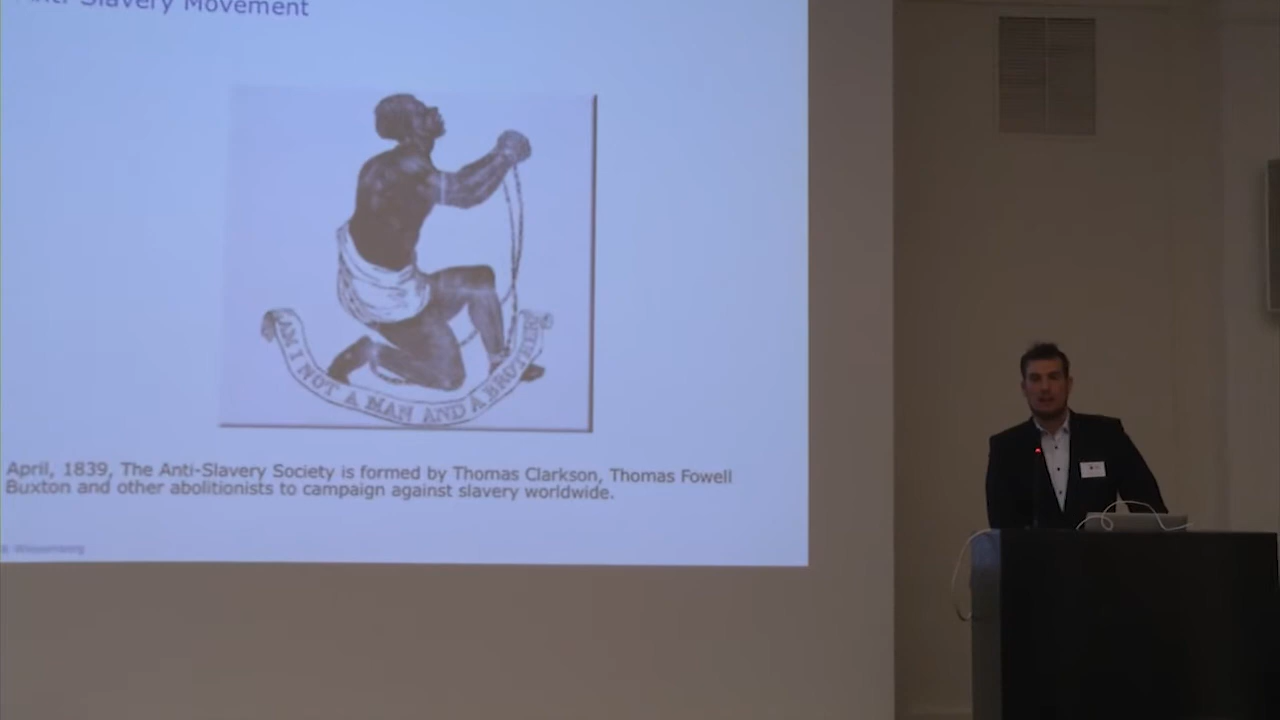 Anti-Slavery Movement
AM I NOT A MAN AND A BROTHER
April, 1839, The Anti-Slavery Society is formed by Thomas Clarkson, Thomas Fowell
Buxton and other abolitionists to campaign against slavery worldwide.